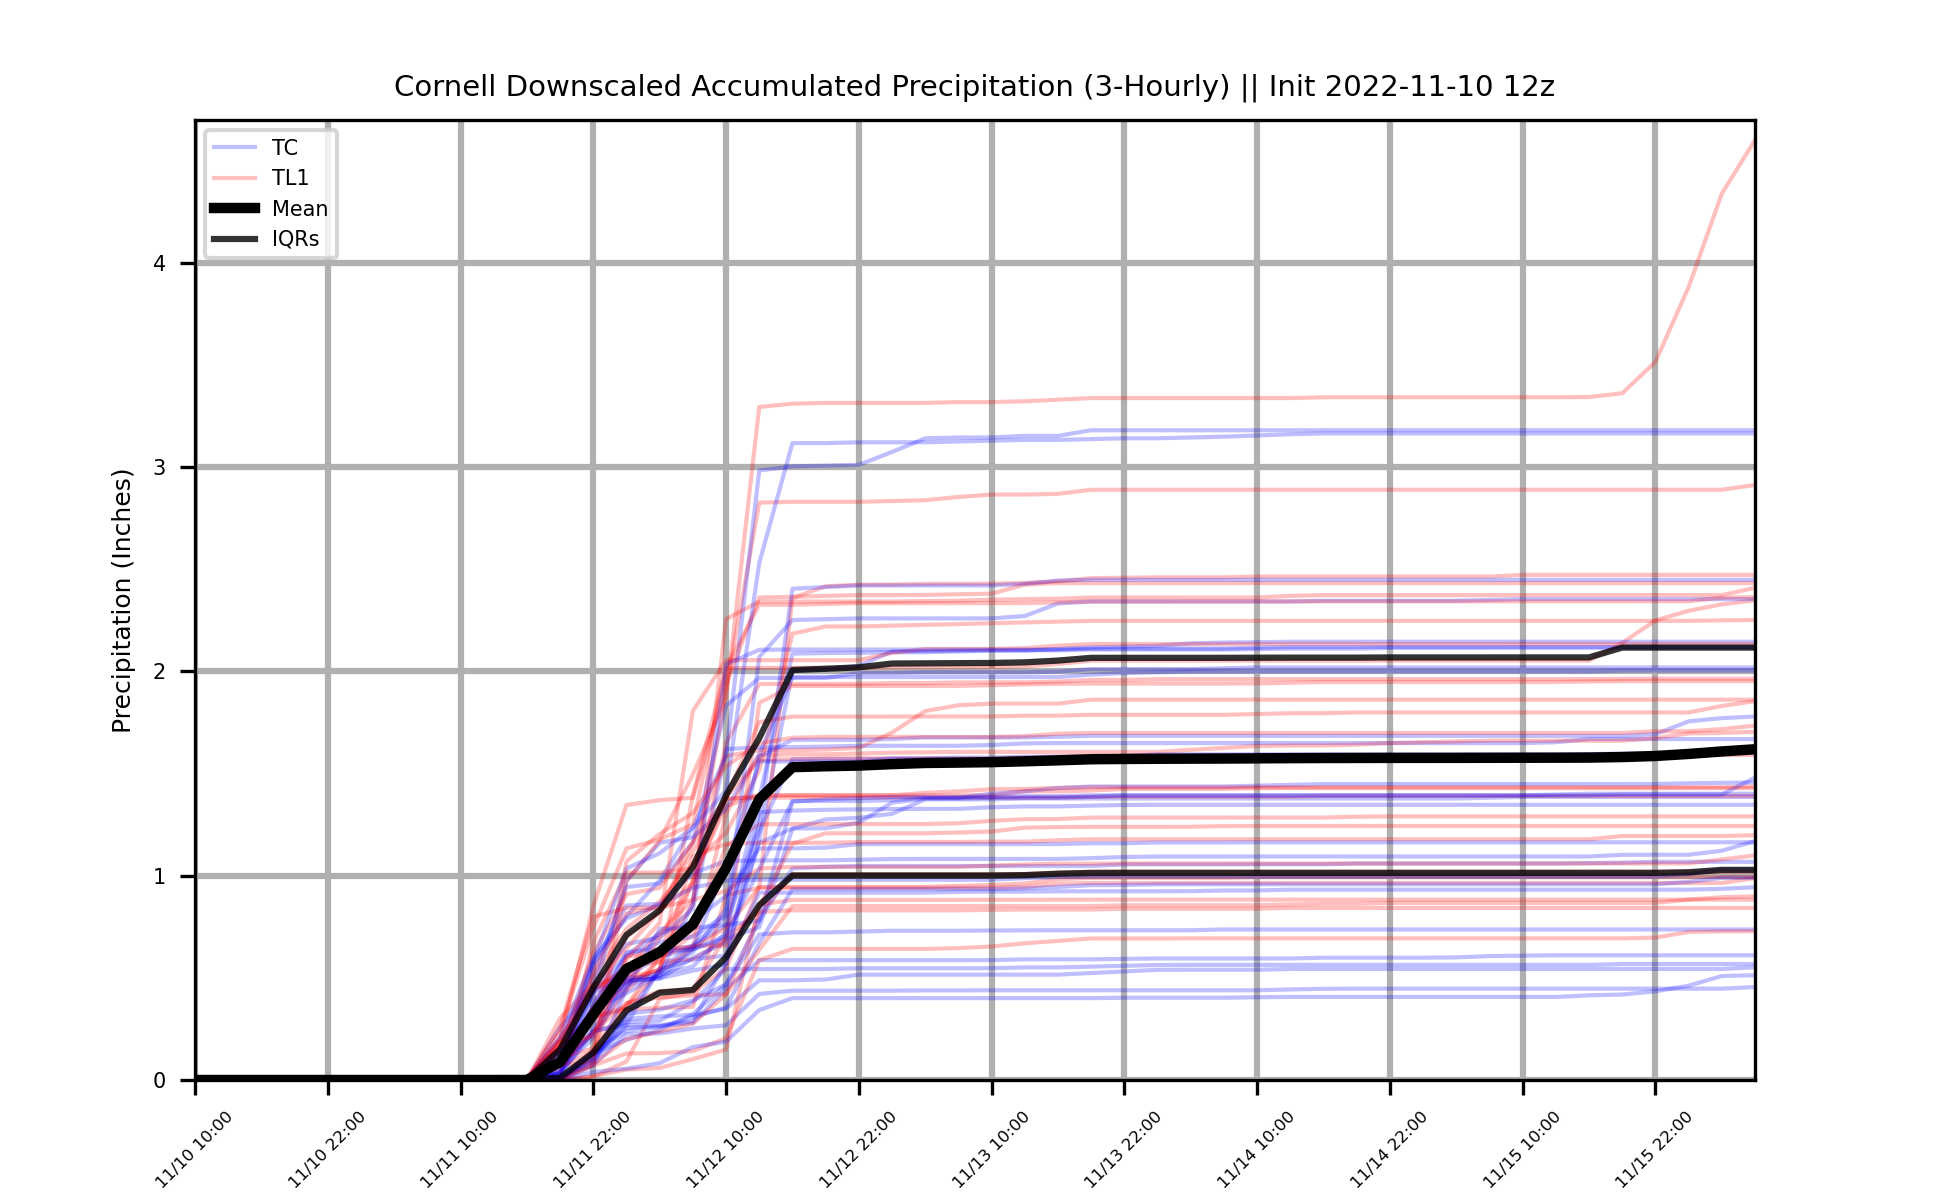 Cornell Downscaled Accumulated Precipitation (3-Hourly) || Init 2022-11-10 12z
TC
TL1
Mean
IQRs
Precipitation (Inches)
4
3
2
1
0
11/10 10:00
11/10 22:00
11/11 10:00
11/11 22:00
11/12 10:00
11/12 22:00
11/13 10:00
11/13 22:00
11/14 10:00
11/14 22:00
11/15 10:00
11/15 22:00